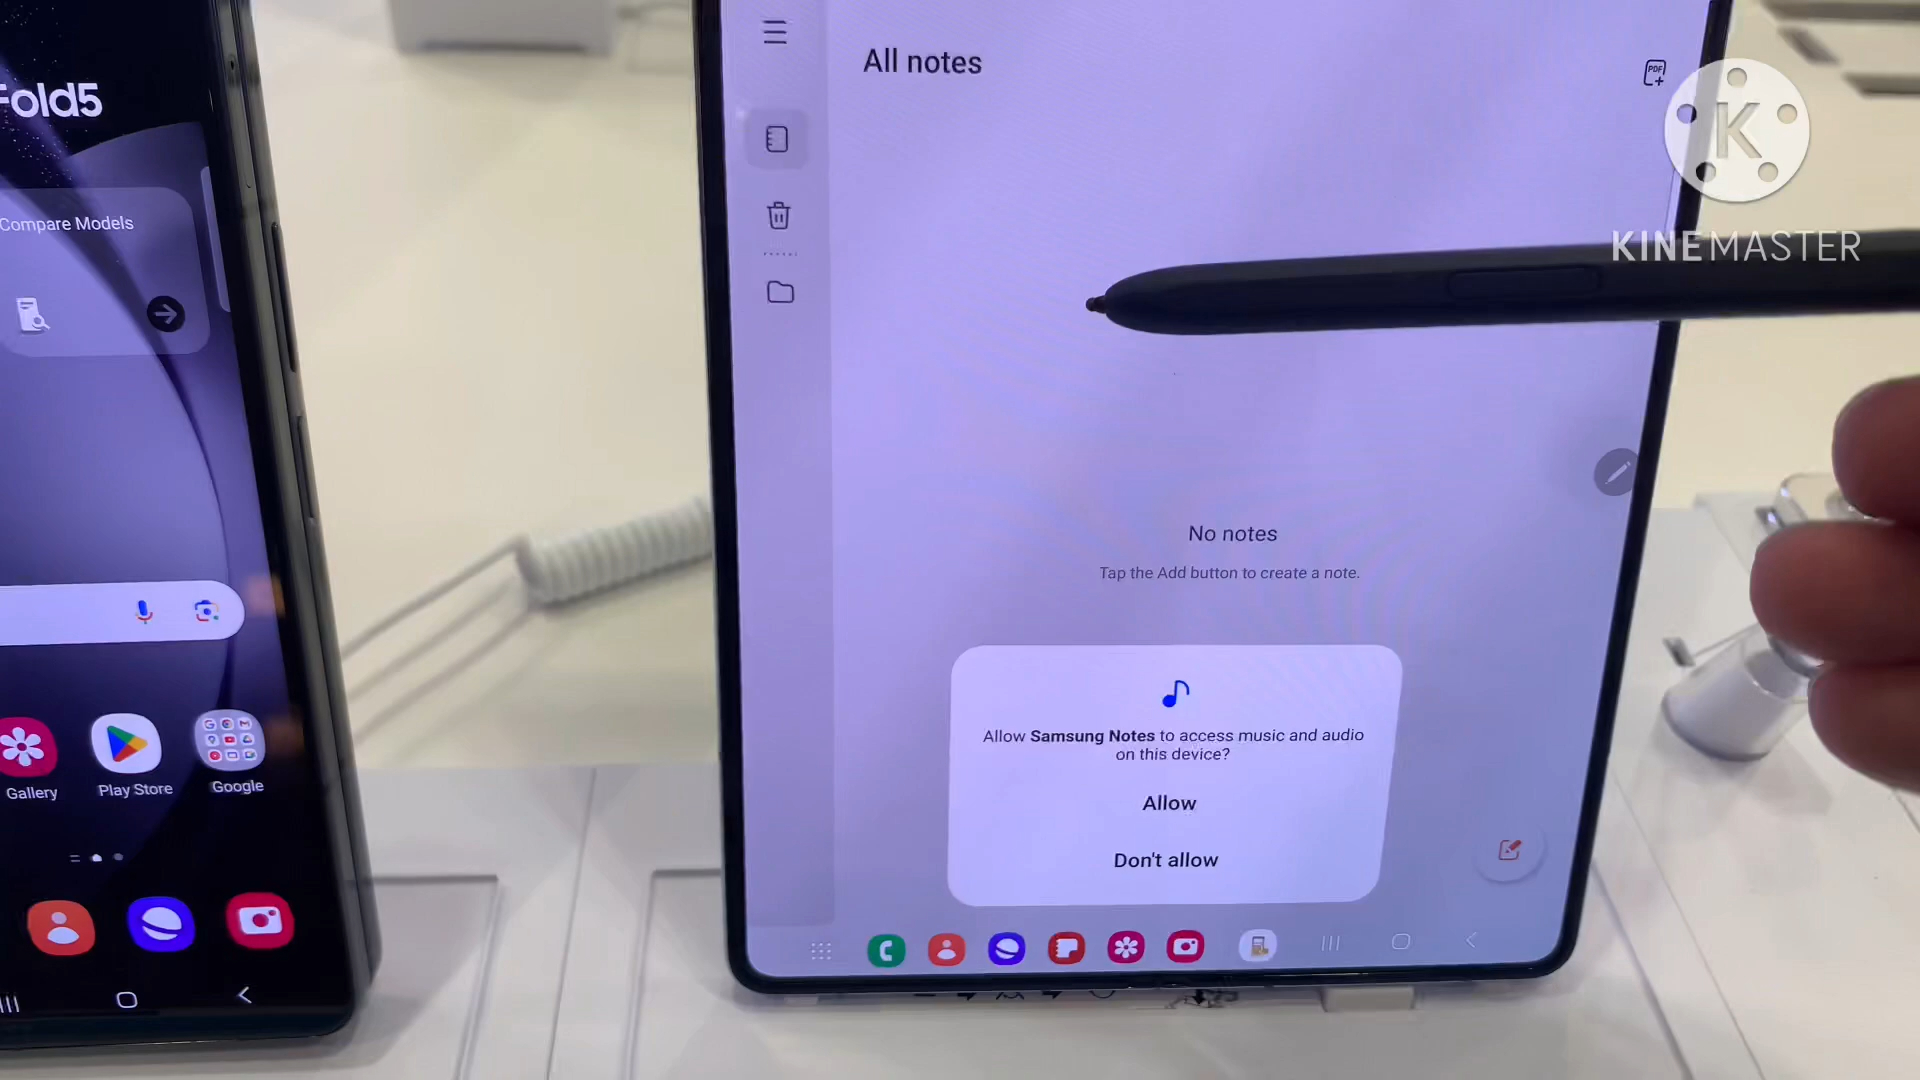 Fold5
Compare Models
Gallery
Play Store
Google
All notes
PDF
K
KINEMASTER
No notes
Tap the Add button to create a note.
Allow Samsung Notes to access music and audio
on this device?
Allow
Don't allow